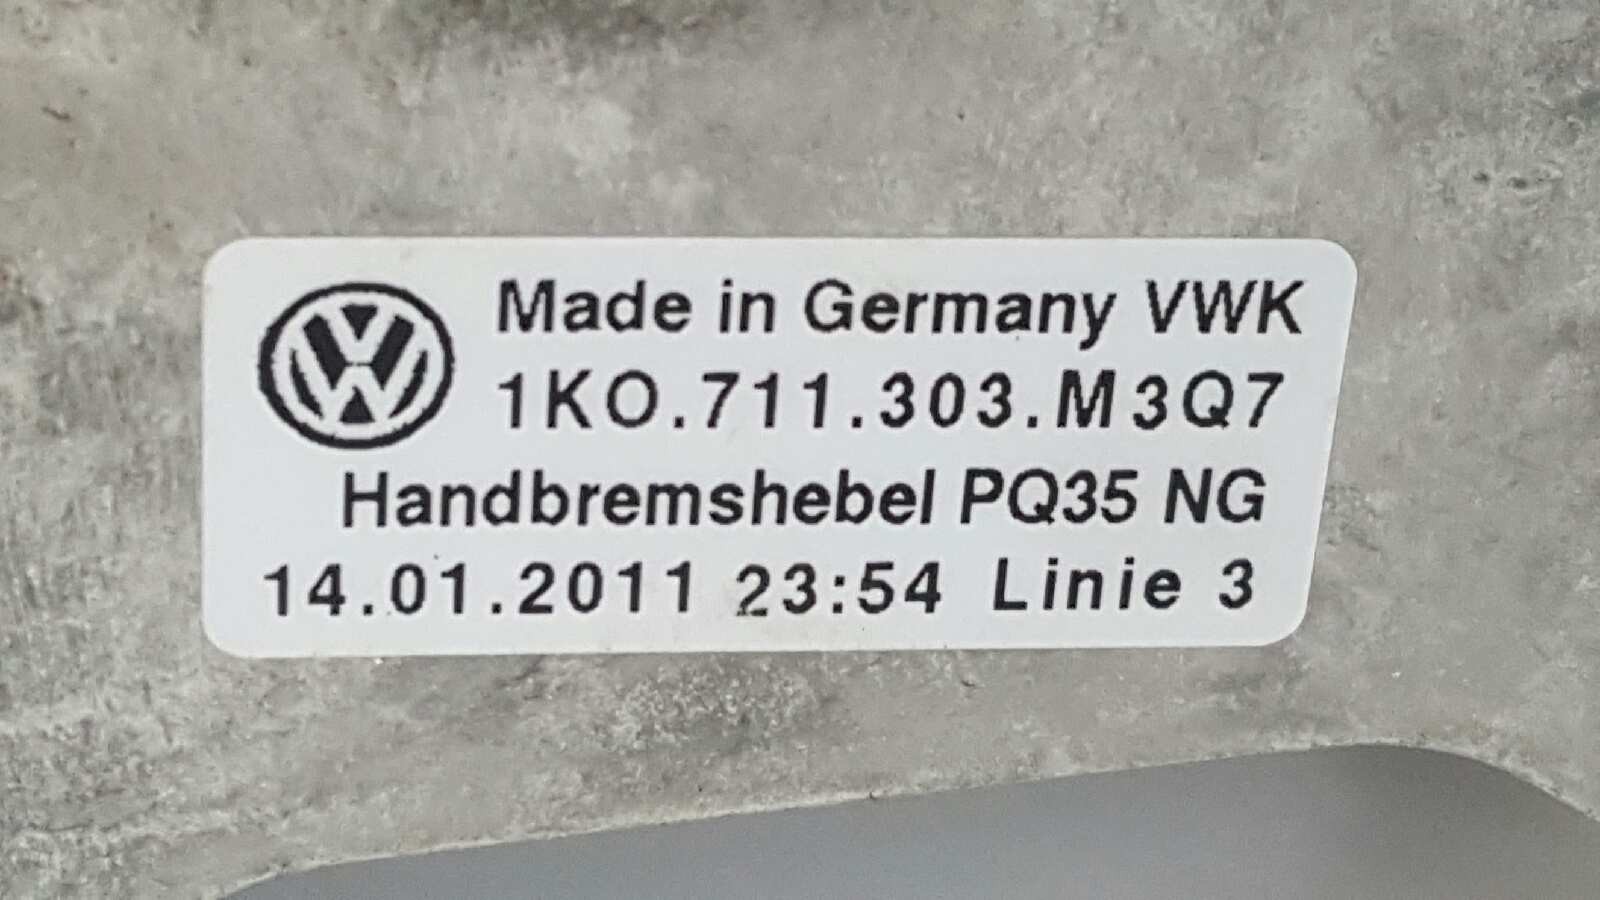 Made in Germany VWK
1KO.711.303.M3Q7
Handbremshebel PQ35 NG
14.01.2011 23:54 Linie 3